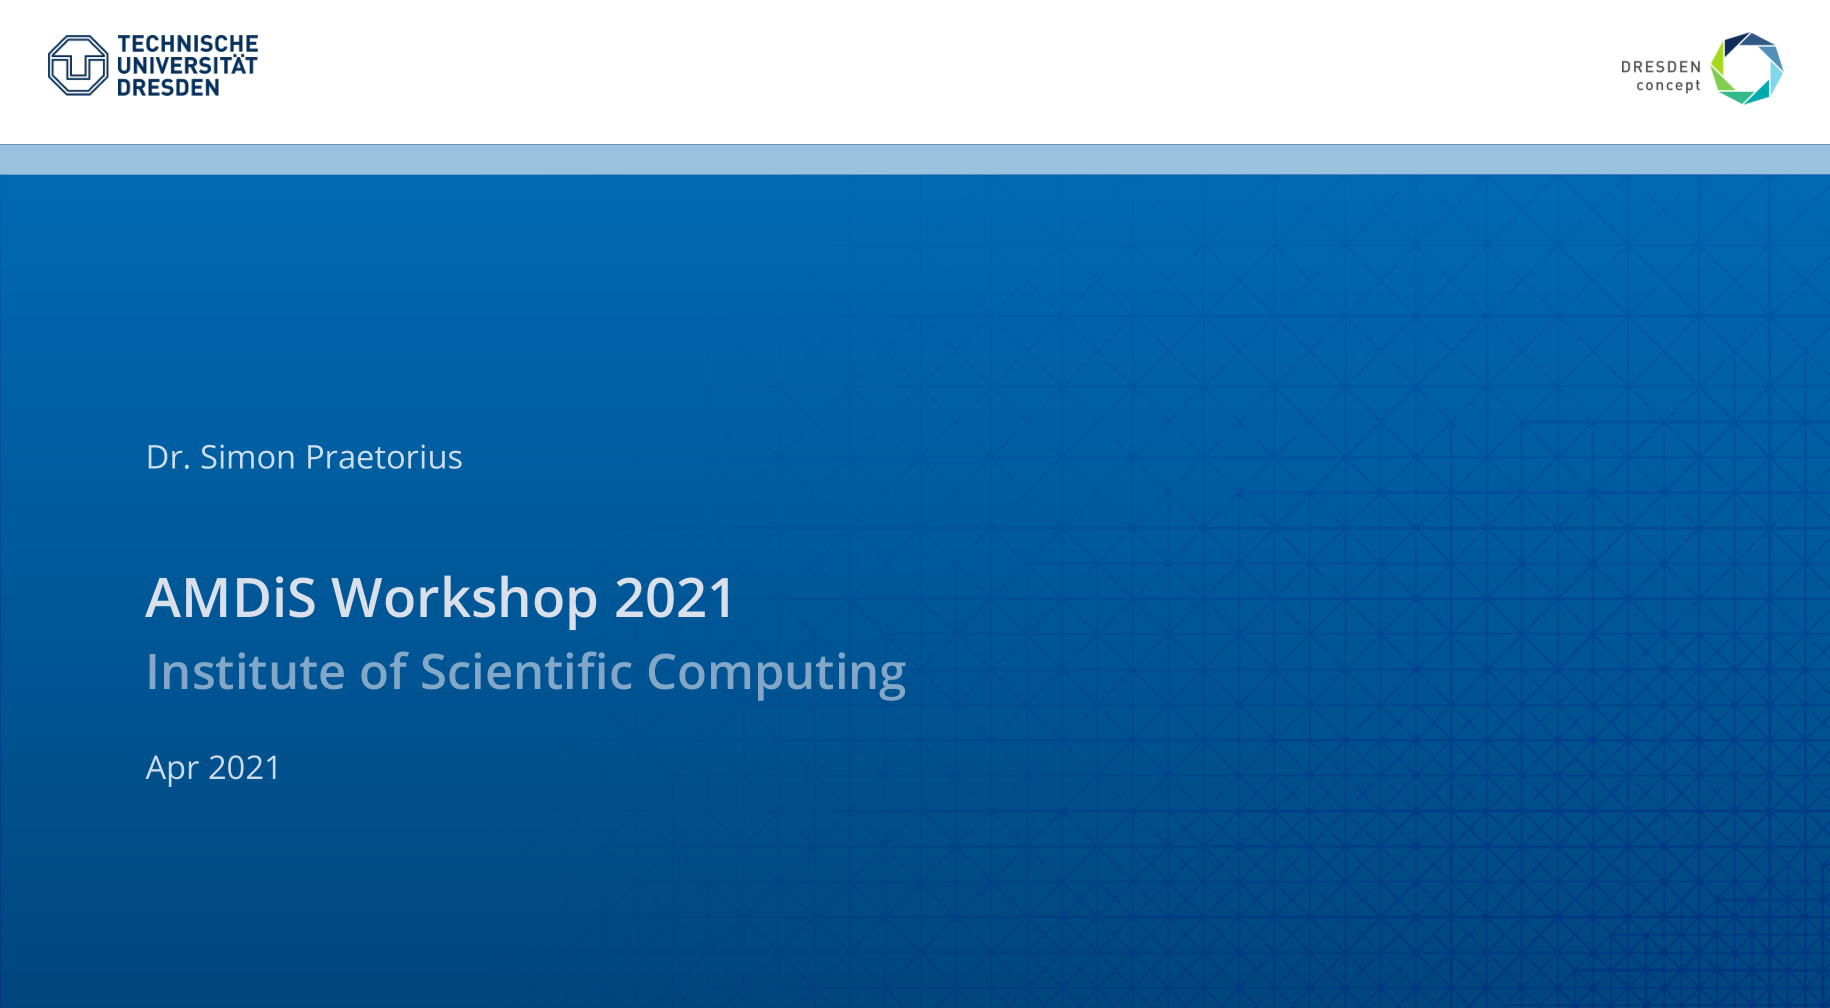 TECHNISCHE
UNIVERSITÄT
DRESDEN
DRESDEN
concept
Dr. Simon Praetorius
AMDiS Workshop 2021
Institute of Scientific Computing
Apr 2021